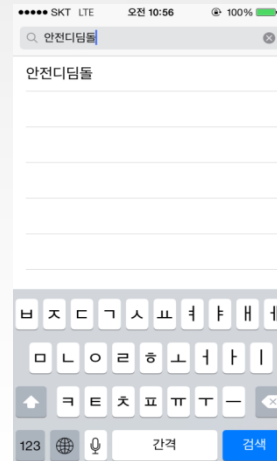 SKT LTE 오전 10:56 100%
안전디딤돌
안전디딤돌
ㅂ ㅈ ㄷ ㄱ ㅅ ㅛ ㅕ ㅑ ㅐ ㅔ
ㅁ ㄴ ㅇ ㄹ ㅎ ㅗ ㅓ ㅏ ㅣ
ㅋ ㅌ ㅊ ㅍ ㅠ ㅜ ㅡ
123 간격 검색